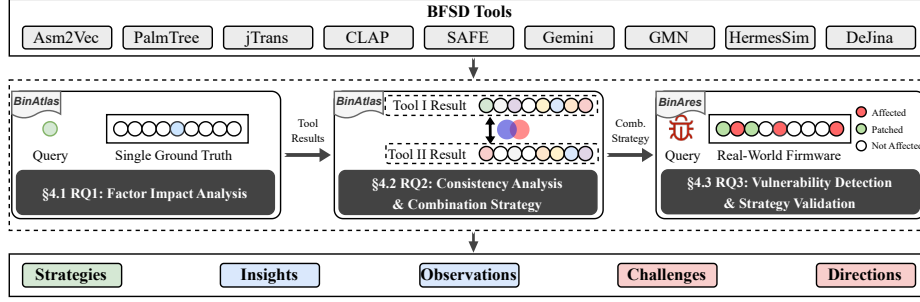 BFSD Tools
Asm2Vec PalmTree jTrans CLAP SAFE Gemini GMN HermesSim DeJina
BinAtlas
Query
Single Ground Truth
§4.1 RQ1: Factor Impact Analysis
Tool
Results
BinAtlas
Tool I Result
Tool II Result
§4.2 RQ2: Consistency Analysis
& Combination Strategy
Comb.
Strategy
BinAres
Query
Real-World Firmware
Affected
Patched
Not Affected
§4.3 RQ3: Vulnerability Detection
& Strategy Validation
Strategies Insights Observations Challenges Directions